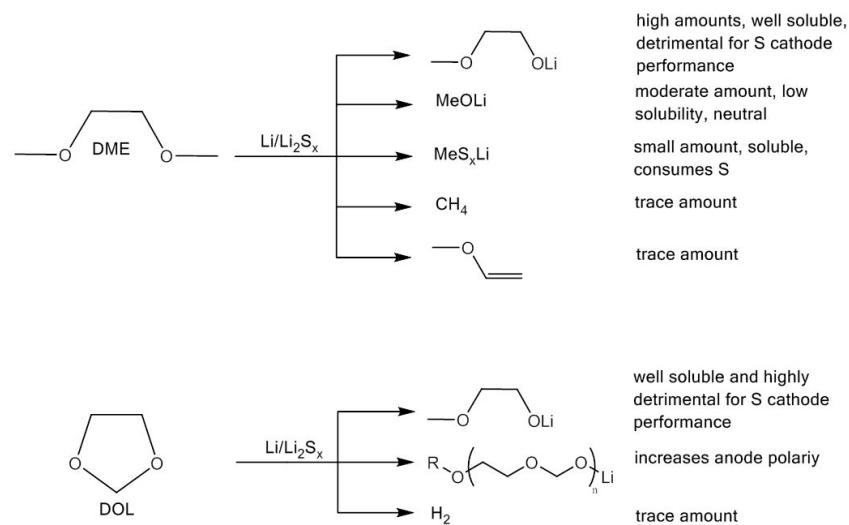 high amounts, well soluble,
detrimental for S cathode
performance
O
OLi
MeOLi
moderate amount, low
solubility, neutral
O
DME
O
Li/Li2Sx
MeSxLi
small amount, soluble,
consumes S
CH4
trace amount
O
trace amount
well soluble and highly
detrimental for S cathode
performance
O
OLi
O
O
DOL
Li/Li2Sx
R
O
O
O
n
Li
increases anode polariy
H2
trace amount